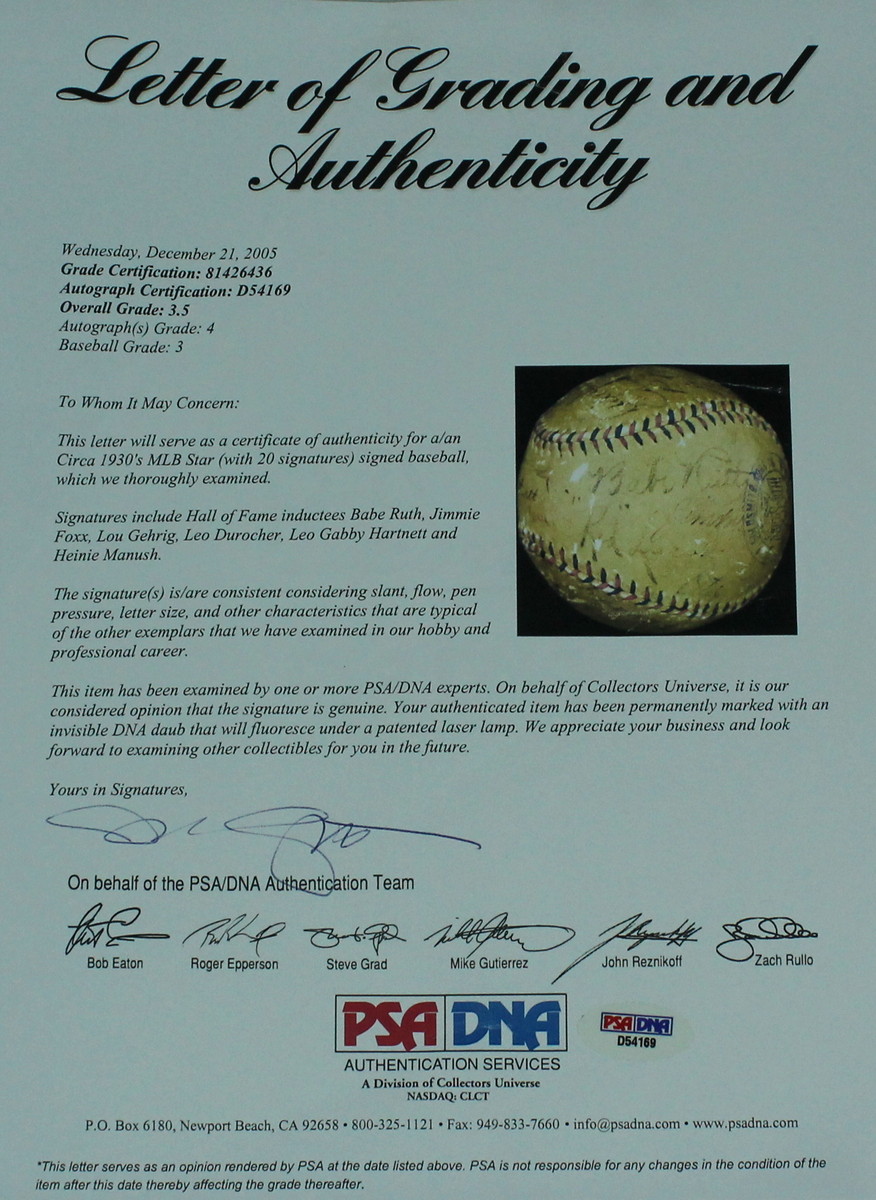 Letter of Grading and
Authenticity
Wednesday, December 21, 2005
Grade Certification: 81426436
Autograph Certification: D54169
Overall Grade: 3.5
Autograph(s) Grade: 4
Baseball Grade: 3
To Whom It May Concern:
This letter will serve as a certificate of authenticity for a/an
Circa 1930's MLB Star (with 20 signatures) signed baseball,
which we thoroughly examined.
Signatures include Hall of Fame inductees Babe Ruth, Jimmie
Foxx, Lou Gehrig, Leo Durocher, Leo Gabby Hartnett and
Heinie Manush.
The signature(s) is/are consistent considering slant, flow, pen
pressure, letter size, and other characteristics that are typical
of the other exemplars that we have examined in our hobby and
professional career.
Babe Ruth
This item has been examined by one or more PSA/DNA experts. On behalf of Collectors Universe, it is our
considered opinion that the signature is genuine. Your authenticated item has been permanently marked with an
invisible DNA daub that will fluoresce under a patented laser lamp. We appreciate your business and look
forward to examining other collectibles for you in the future.
Yours in Signatures,
On behalf of the PSA/DNA Authentication Team
Bob Eaton Roger Epperson Steve Grad Mike Gutierrez John Reznikoff Zach Rullo
PSA DNA
AUTHENTICATION SERVICES
A Division of Collectors Universe
NASDAQ: CLCT
PSA DNA
D54169
P.O. Box 6180, Newport Beach, CA 92658 • 800-325-1121 • Fax: 949-833-7660 • info@psadna.com • www.psadna.com
*This letter serves as an opinion rendered by PSA at the date listed above. PSA is not responsible for any changes in the condition of the
item after this date thereby affecting the grade thereafter.